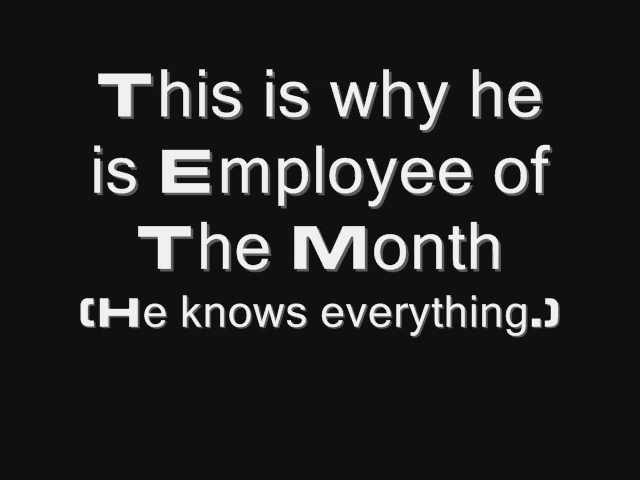 This is why he
is Employee of
The Month
(He knows everything.)